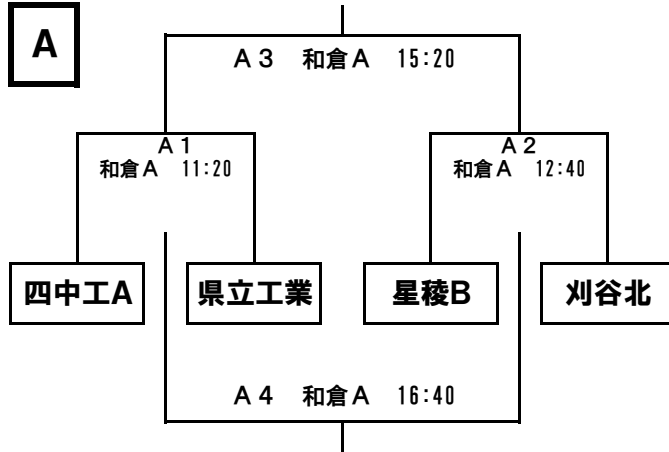 A
A3 和倉A 15:20
A1
和倉A 11:20
A2
和倉A 12:40
四中工A
県立工業
星稜B
刈谷北
A4 和倉A 16:40